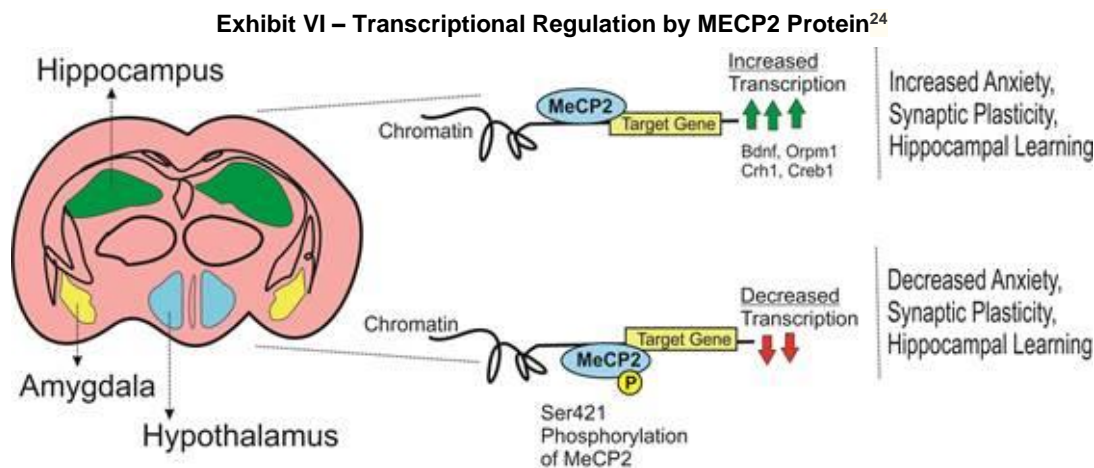 Exhibit VI – Transcriptional Regulation by MECP2 Protein24
Hippocampus
Amygdala
Hypothalamus
Chromatin
MeCP2
Target Gene
Increased
Transcription
Bdnf, Orpm1
Crh1, Creb1
Increased Anxiety,
Synaptic Plasticity,
Hippocampal Learning
Chromatin
MeCP2
P
Target Gene
Ser421
Phosphorylation
of MeCP2
Decreased
Transcription
Decreased Anxiety,
Synaptic Plasticity,
Hippocampal Learning